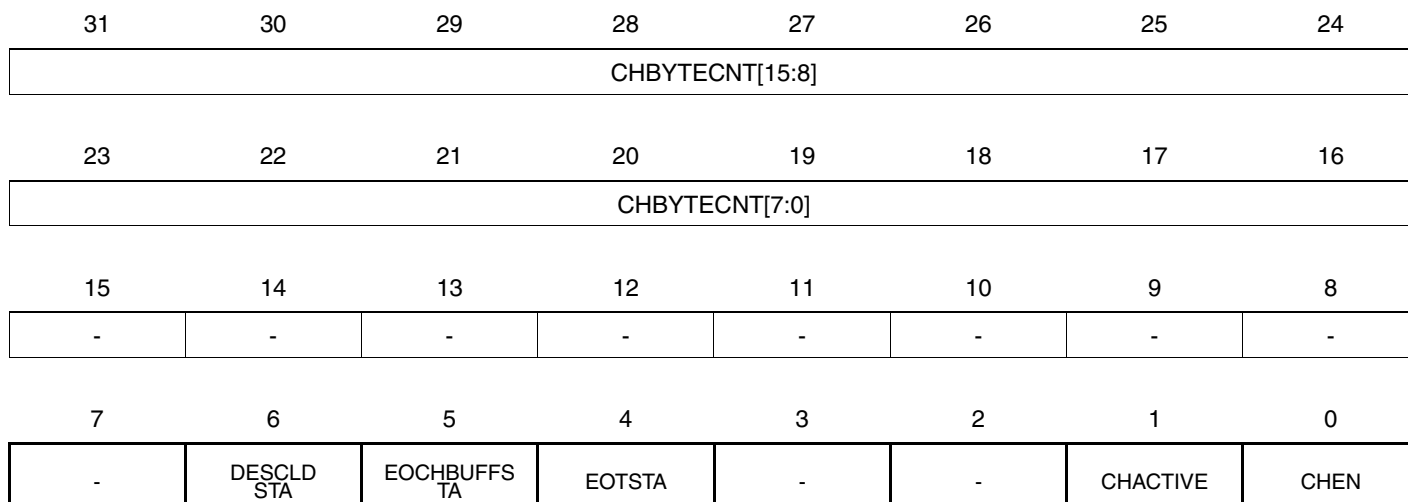 31 30 29 28 27 26 25 24
CHBYTECNT[15:8]
23 22 21 20 19 18 17 16
CHBYTECNT[7:0]
15 14 13 12 11 10 9 8
- - - - - - - -
7 6 5 4 3 2 1 0
- DESCLD EOCHBUFFS EOTSTA - - CHACTIVE CHEN
STA TA